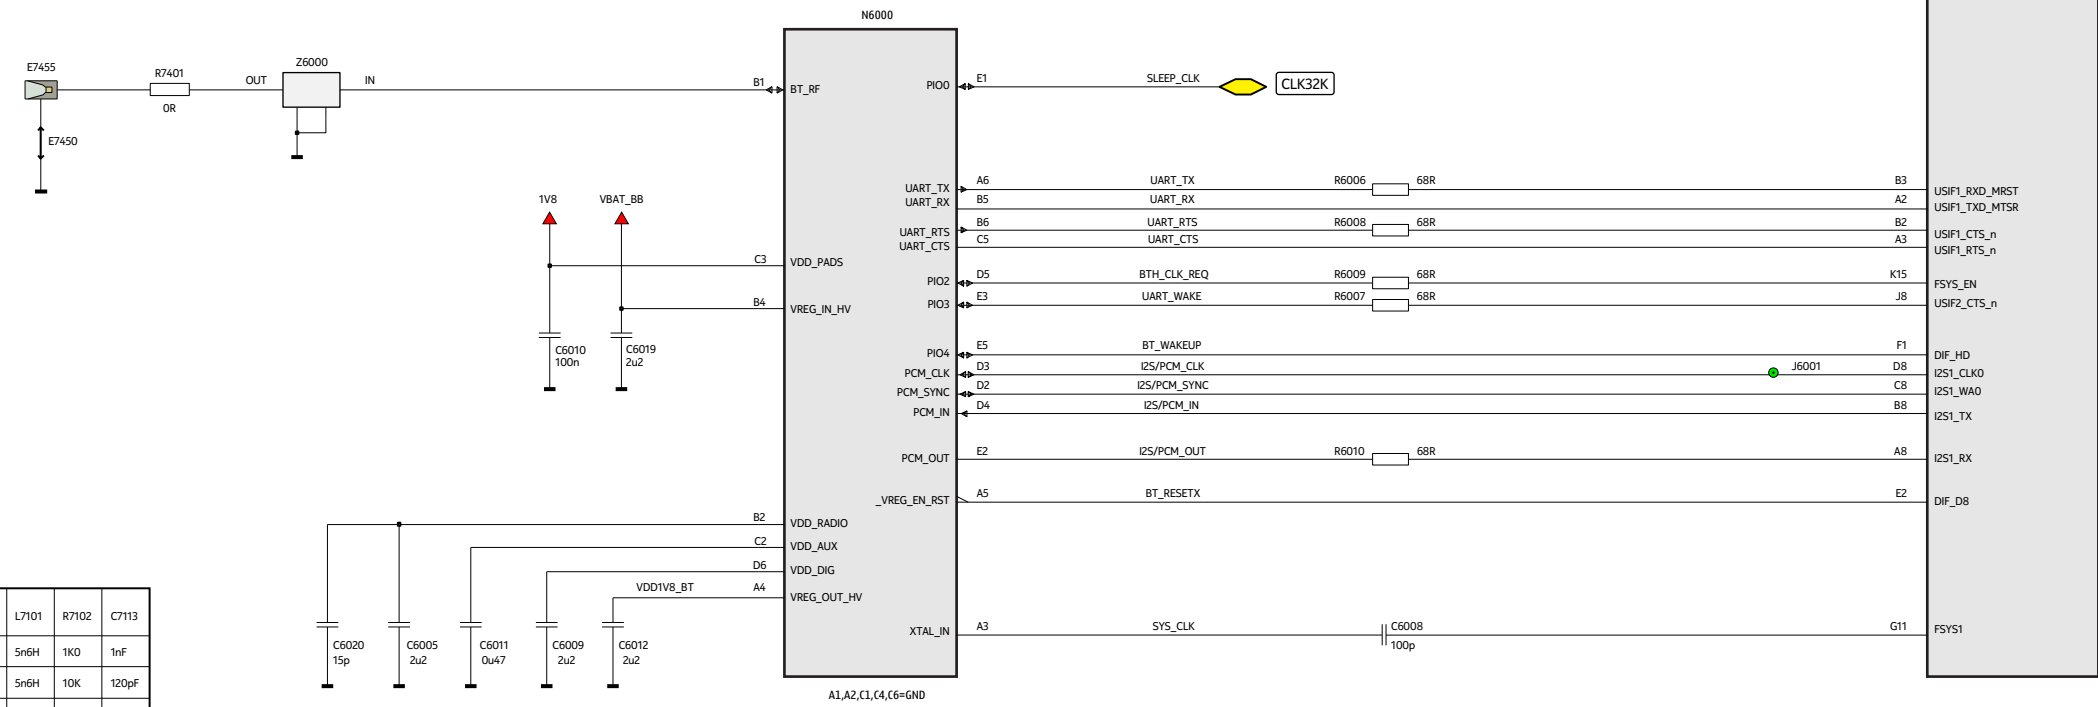 N6000
E7455
R7401
0R
OUT
Z6000
IN
E7450
B1
BT_RF
1V8
VBAT_BB
C3
VDD_PADS
B4
VREG_IN_HV
C6010
100n
C6019
2u2
B2
VDD_RADIO
C2
VDD_AUX
D6
VDD_DIG
VDD1V8_BT
A4
VREG_OUT_HV
C6020
15p
C6005
2u2
C6011
0u47
C6009
2u2
C6012
2u2
L7101 R7102 C7113
5n6H 1K0 1nF
5n6H 10K 120pF
PIO0 E1 SLEEP_CLK CLK32K
UART_TX A6 UART_TX R6006 68R B3 USIF1_RXD_MRST
UART_RX B5 UART_RX A2 USIF1_TXD_MTSR
UART_RTS B6 UART_RTS R6008 68R B2 USIF1_CTS_n
UART_CTS C5 UART_CTS A3 USIF1_RTS_n
PIO2 D5 BTH_CLK_REQ R6009 68R K15 FSYS_EN
PIO3 E3 UART_WAKE R6007 68R J8 USIF2_CTS_n
PIO4 E5 BT_WAKEUP F1 DIF_HD
PCM_CLK D3 I2S/PCM_CLK J6001 D8 I2S1_CLK0
PCM_SYNC D2 I2S/PCM_SYNC C8 I2S1_WA0
PCM_IN D4 I2S/PCM_IN B8 I2S1_TX
PCM_OUT E2 I2S/PCM_OUT R6010 68R A8 I2S1_RX
_VREG_EN_RST A5 BT_RESETX E2 DIF_D8
XTAL_IN A3 SYS_CLK C6008 G11 FSYS1
100p
A1,A2,C1,C4,C6=GND